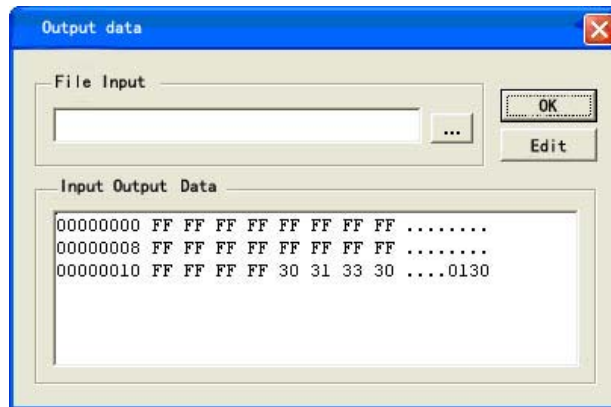 Output data
File Input
...
OK
Edit
Input Output Data
00000000 FF FF FF FF FF FF FF FF ........
00000008 FF FF FF FF FF FF FF FF ........
00000010 FF FF FF FF 30 31 33 30 ....0130